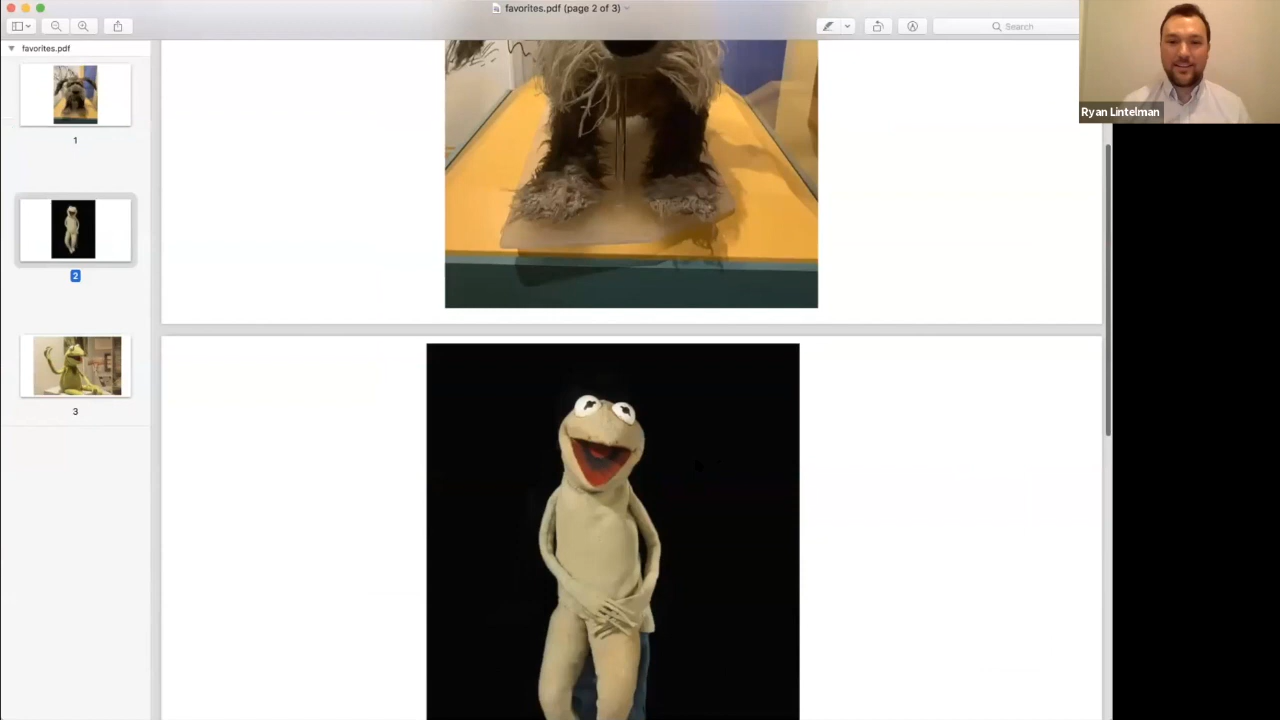 favorites.pdf (page 2 of 3)
Search
favorites.pdf
1
2
3
Ryan Lintelman